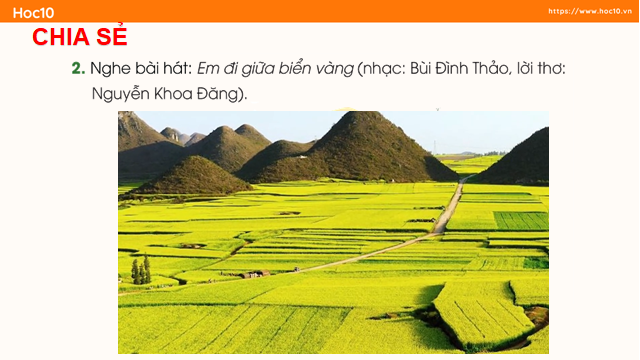 Hoc10
https://www.hoc10.vn
CHIA SẺ
2. Nghe bài hát: Em đi giữa biển vàng (nhạc: Bùi Đình Thảo, lời thơ:
Nguyễn Khoa Đăng).